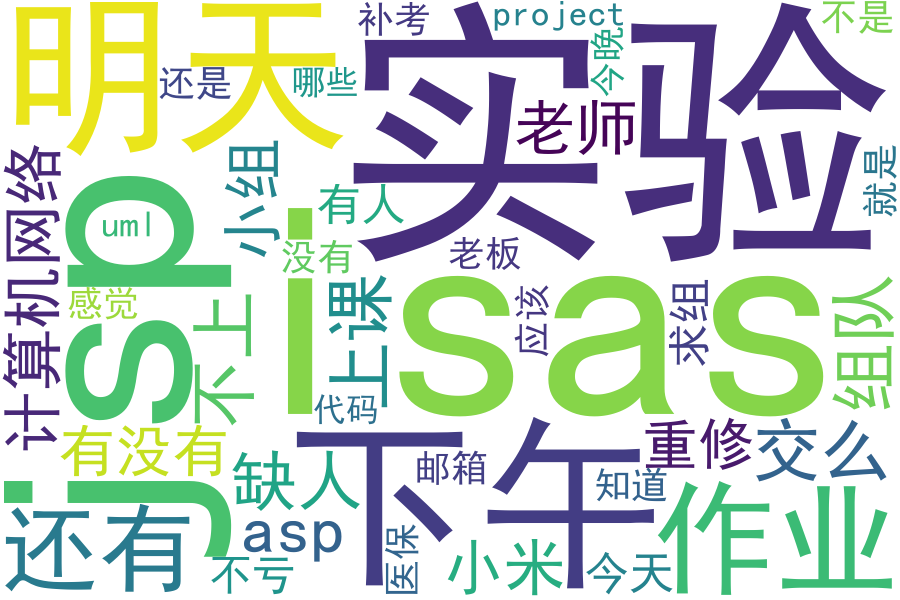 补考
project
不是
明天
实验
还是
哪些
今晚
老师
计算机网络
jsp
uml
小组
有人
就是
没有
老板
isas
感觉
不上
上课
应该
求组
组队
代码
有没有
缺人
下午
邮箱
重修
交么
知道
作业
还有
asp
医保
不亏
小米
今天